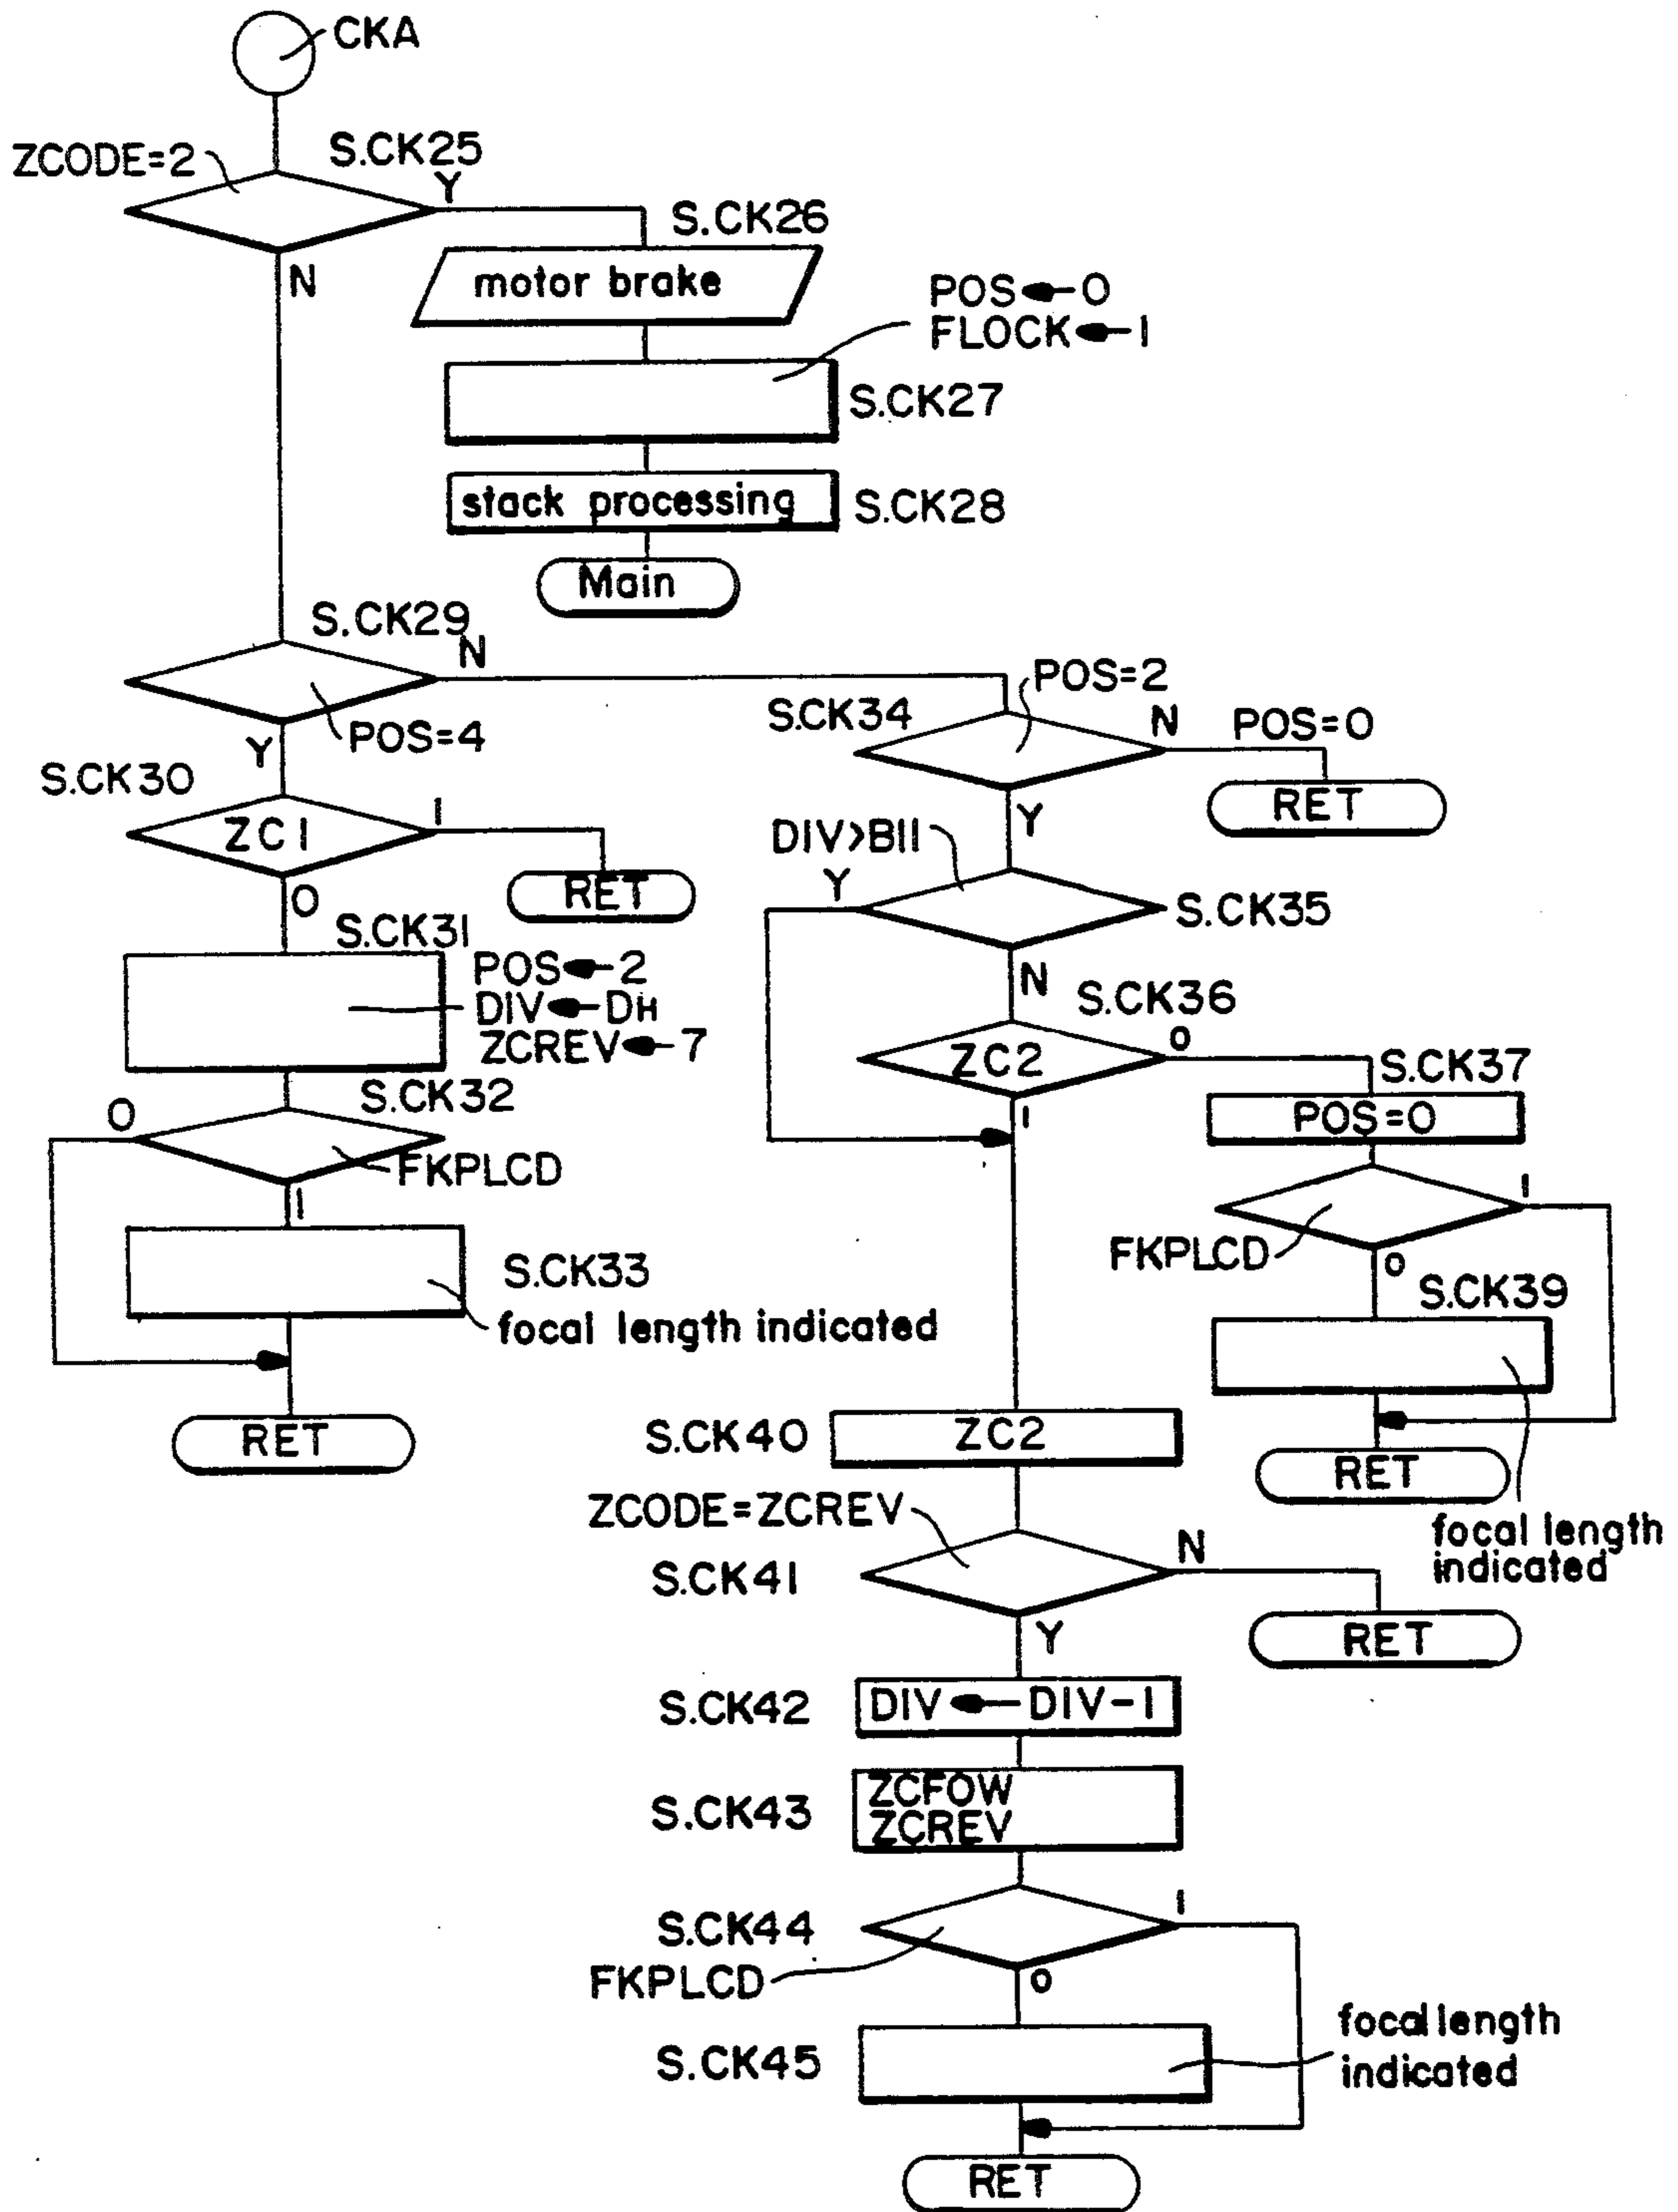 CKA
ZCODE=2
S.CK25
Y
N
S.CK26
motor brake
POS←0
FLOCK←1
S.CK27
stack processing
S.CK28
Main
S.CK29
N
POS=4
Y
S.CK30
ZC1
1
RET
0
S.CK31
POS←2
DIV←DH
ZCREV←7
S.CK32
0
FKPLCD
1
S.CK33
focal length indicated
RET
POS=2
S.CK34
N
POS=0
RET
Y
DIV>B11
Y
S.CK35
N
S.CK36
ZC2
0
1
S.CK37
POS=0
1
FKPLCD
0
S.CK39
RET
focal length
indicated
S.CK40
ZC2
ZCODE=ZCREV
N
S.CK41
RET
Y
S.CK42
DIV←DIV-1
S.CK43
ZCFOW
ZCREV
S.CK44
1
FKPLCD
0
S.CK45
focal length
indicated
RET